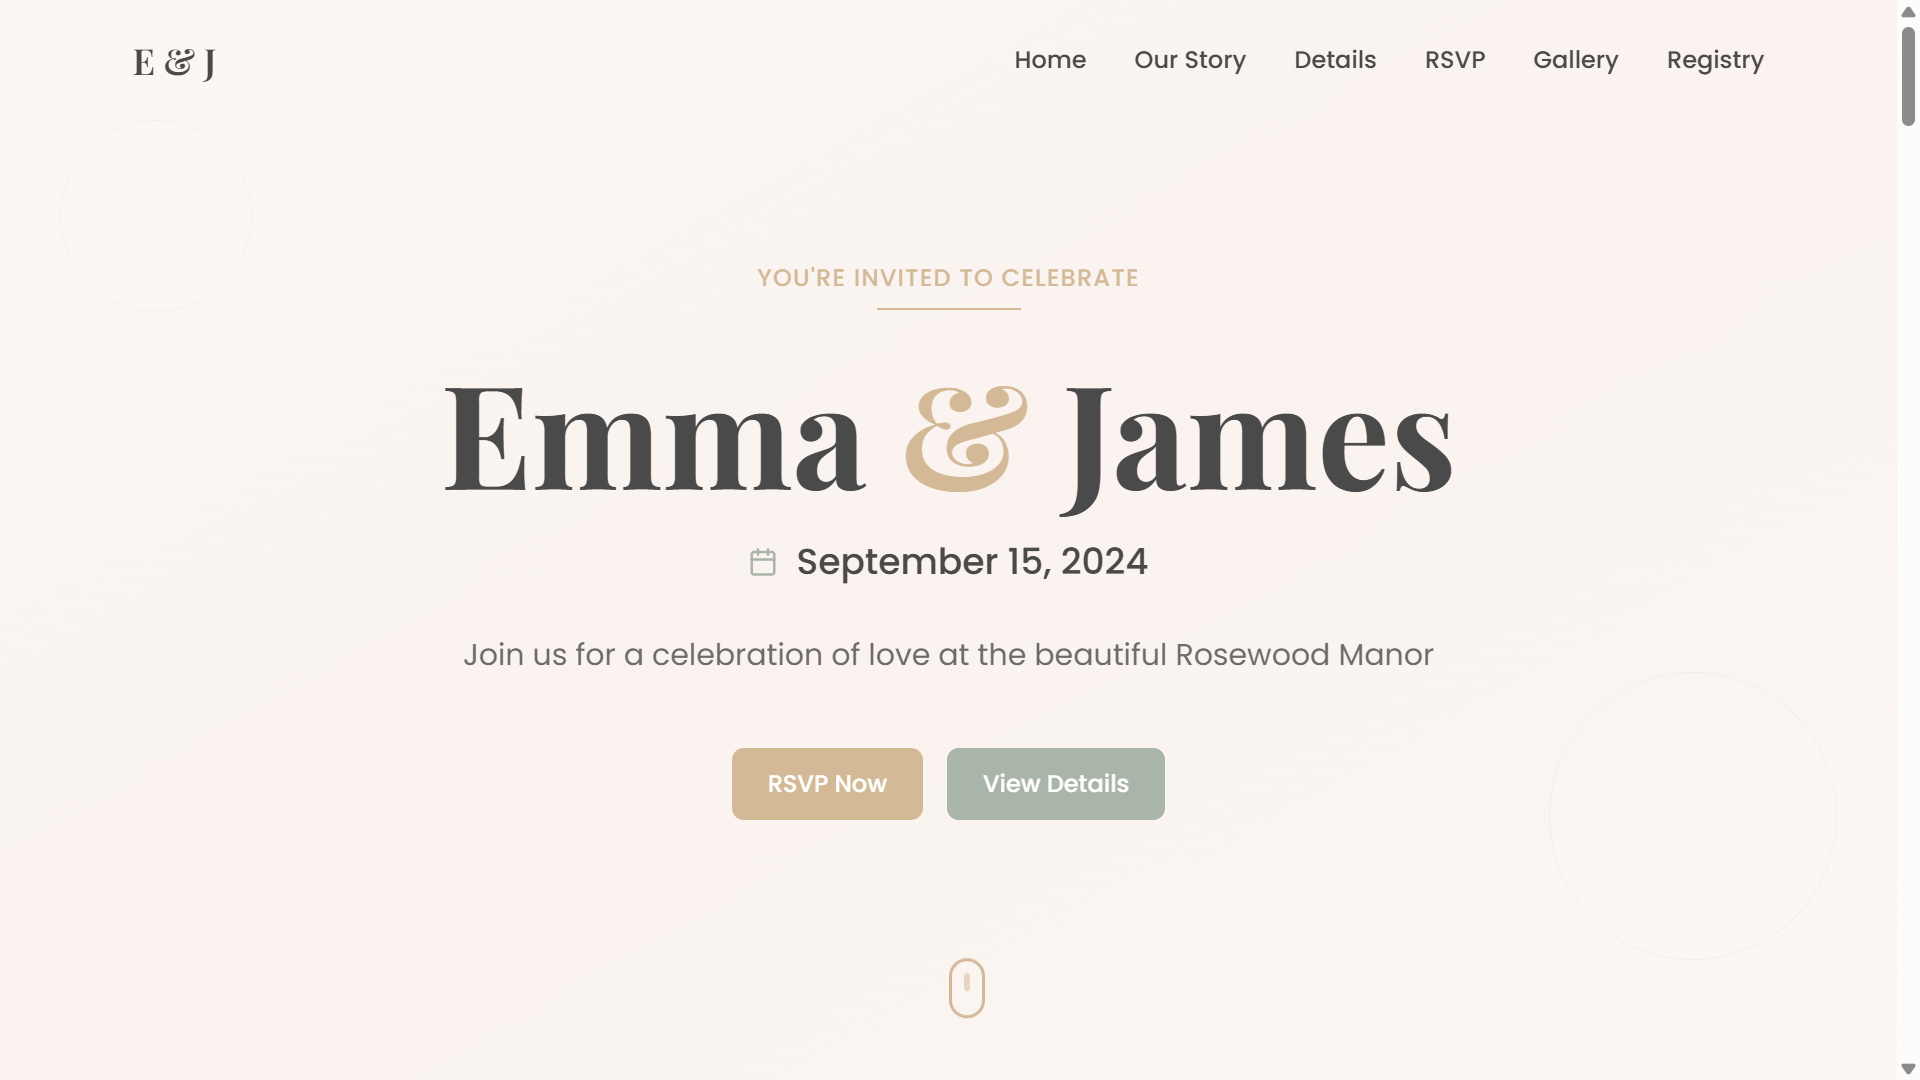 E & J
Home Our Story Details RSVP Gallery Registry
YOU'RE INVITED TO CELEBRATE
Emma & James
September 15, 2024
Join us for a celebration of love at the beautiful Rosewood Manor
RSVP Now View Details